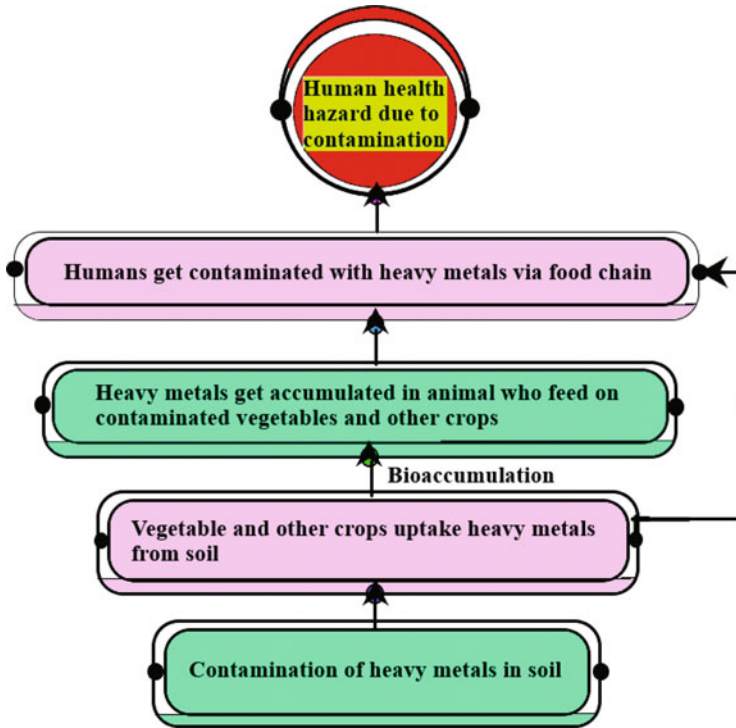 Human health
hazard due to
contamination
Humans get contaminated with heavy metals via food chain
Heavy metals get accumulated in animal who feed on
contaminated vegetables and other crops
Bioaccumulation
Vegetable and other crops uptake heavy metals
from soil
Contamination of heavy metals in soil